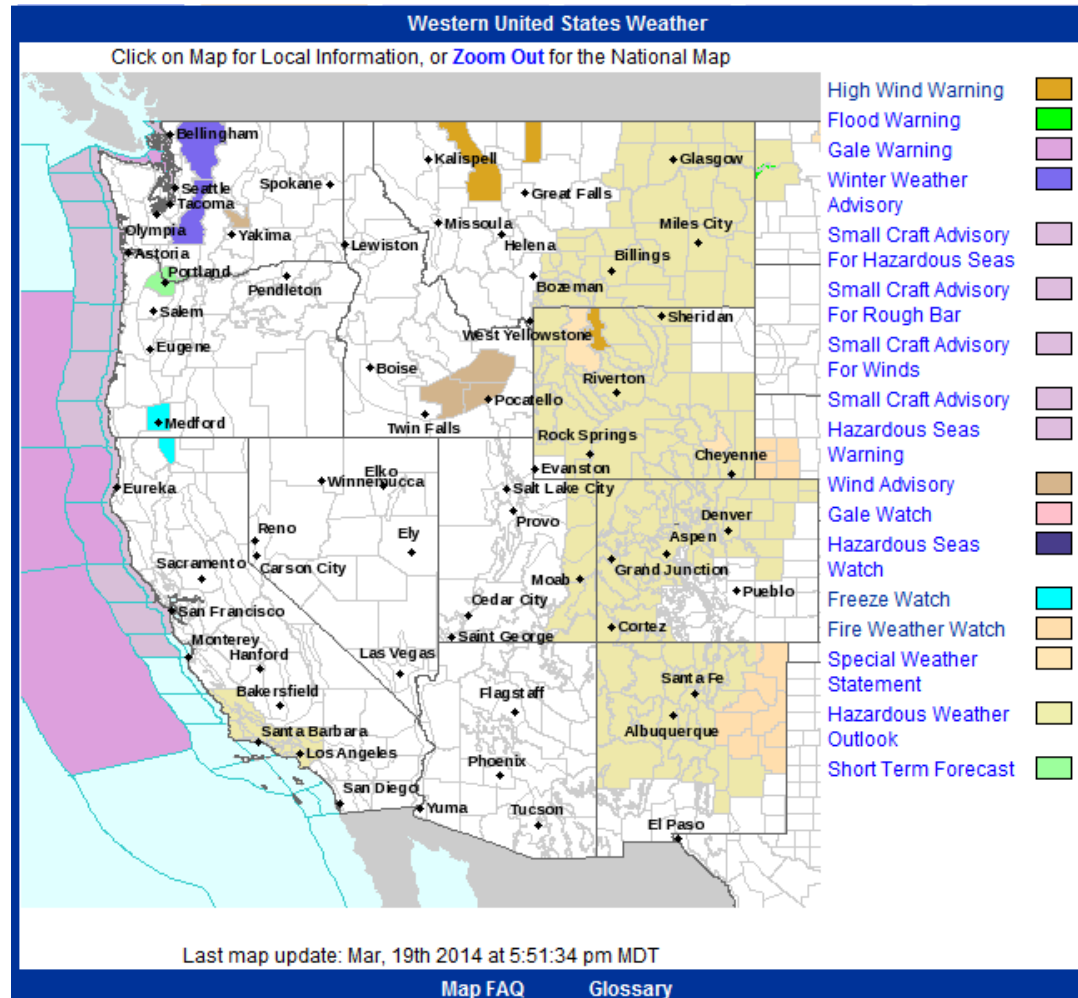 Western United States Weather
Click on Map for Local Information, or Zoom Out for the National Map
High Wind Warning
Flood Warning
Gale Warning
Winter Weather
Advisory
Small Craft Advisory
For Hazardous Seas
Small Craft Advisory
For Rough Bar
Small Craft Advisory
For Winds
Small Craft Advisory
Hazardous Seas
Warning
Wind Advisory
Gale Watch
Hazardous Seas
Watch
Freeze Watch
Fire Weather Watch
Special Weather
Statement
Hazardous Weather
Outlook
Short Term Forecast
Bellingham
Kalispell
Glasgow
Seattle
Spokane
Great Falls
Tacoma
Olympia
Yakima
Missoula
Helena
Miles City
Astoria
Lewiston
Billings
Portland
Pendleton
Bozeman
Salem
Sheridan
West Yellowstone
Eugene
Boise
Riverton
Pocatello
Medford
Twin Falls
Rock Springs
Cheyenne
Evanston
Elko
Winnemucca
Eureka
Salt Lake City
Provo
Denver
Reno
Ely
Aspen
Carson City
Grand Junction
Sacramento
Moab
Pueblo
San Francisco
Cedar City
Cortez
Monterey
Saint George
Hanford
Las Vegas
Bakersfield
Flagstaff
Santa Fe
Santa Barbara
Albuquerque
Los Angeles
Phoenix
San Diego
Yuma
Tucson
El Paso
Last map update: Mar, 19th 2014 at 5:51:34 pm MDT
Map FAQ
Glossary